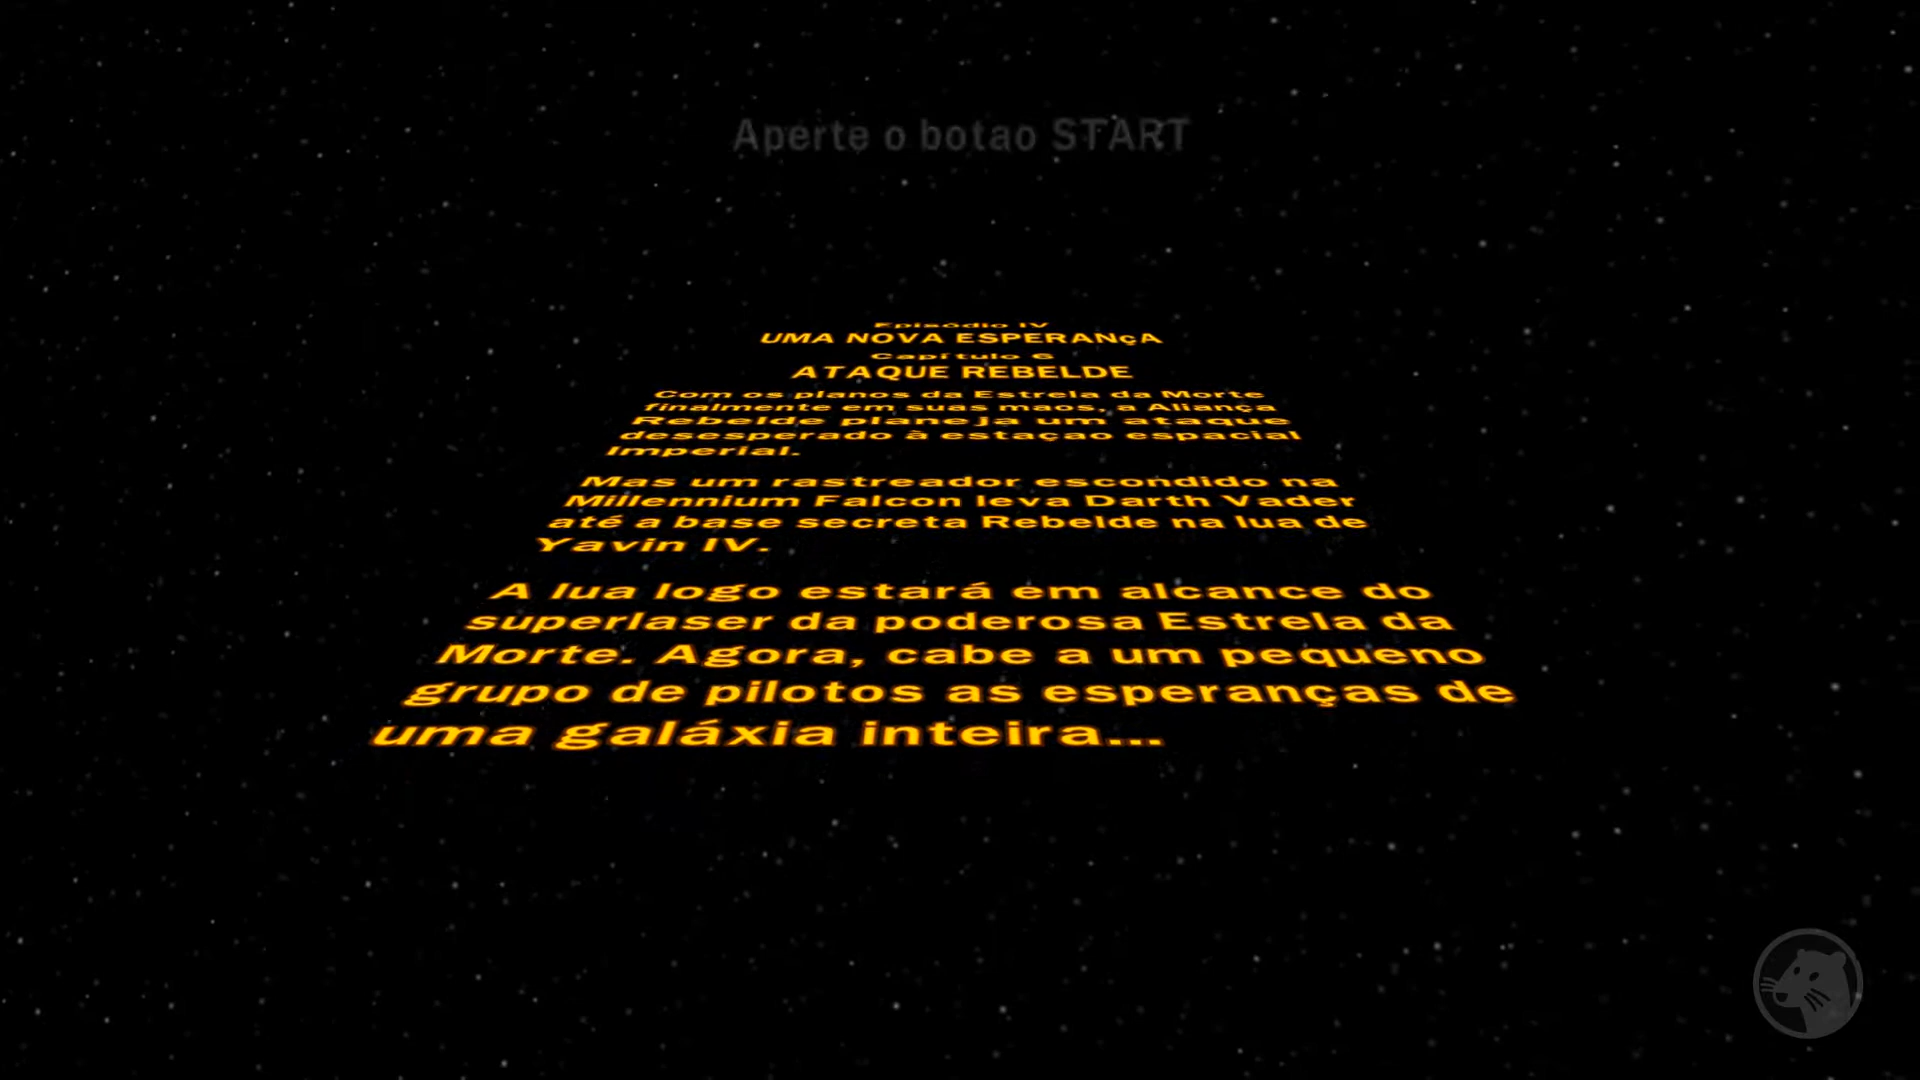 Aperte o botao START
Episódio IV
UMA NOVA ESPERANçA
Capítulo 6
ATAQUE REBELDE
Com os planos da Estrela da Morte
finalmente em suas maos, a Aliança
Rebelde planeja um ataque
desesperado à estaçao espacial
Imperial.
Mas um rastreador escondido na
Millennium Falcon leva Darth Vader
até a base secreta Rebelde na lua de
Yavin IV.
A lua logo estará em alcance do
superlaser da poderosa Estrela da
Morte. Agora, cabe a um pequeno
grupo de pilotos as esperanças de
uma galáxia inteira...